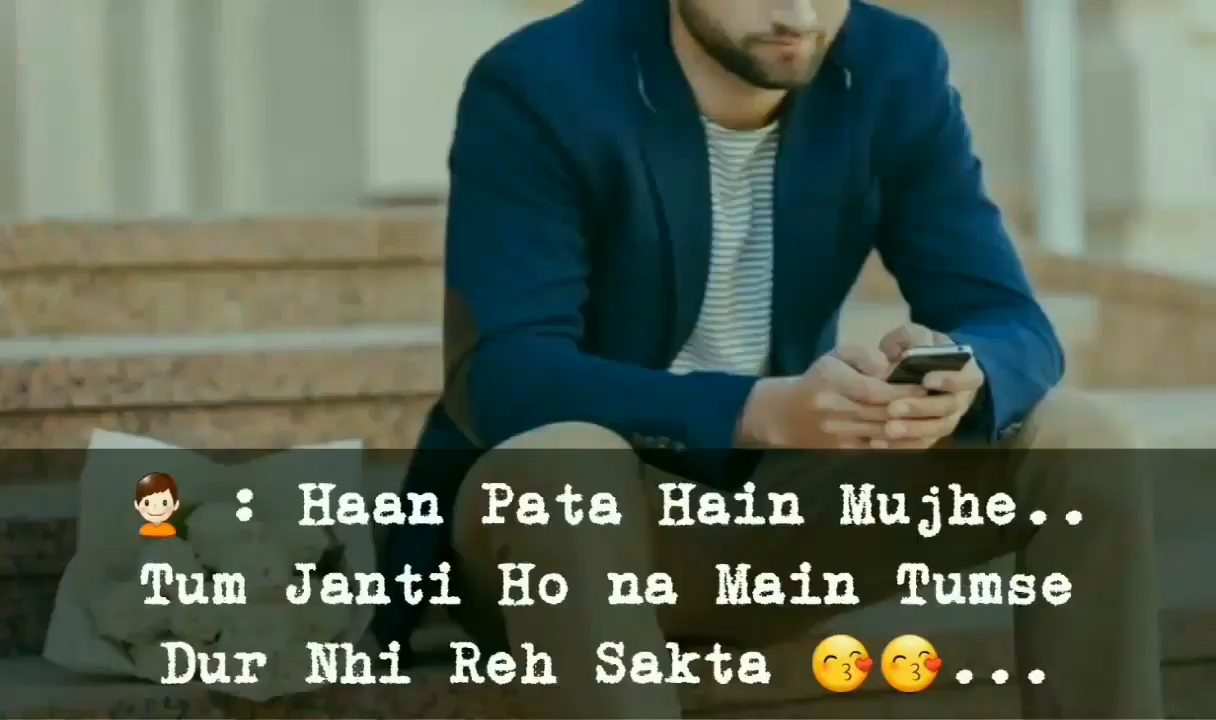 👦 : Haan Pata Hain Mujhe..
Tum Janti Ho na Main Tumse
Dur Nhi Reh Sakta 😙😙...